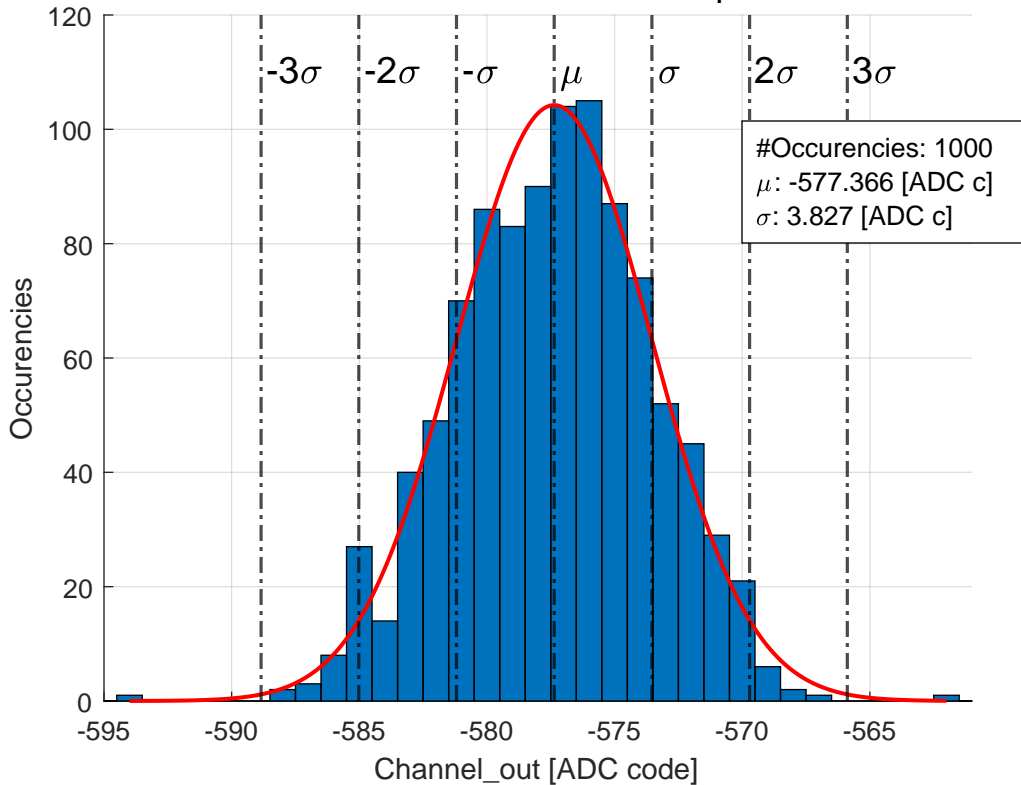 120
100
80
60
40
20
0
-3σ -2σ -σ μ σ 2σ 3σ
#Occurencies: 1000
μ: -577.366 [ADC c]
σ: 3.827 [ADC c]
Occurencies
-595 -590 -585 -580 -575 -570 -565
Channel_out [ADC code]